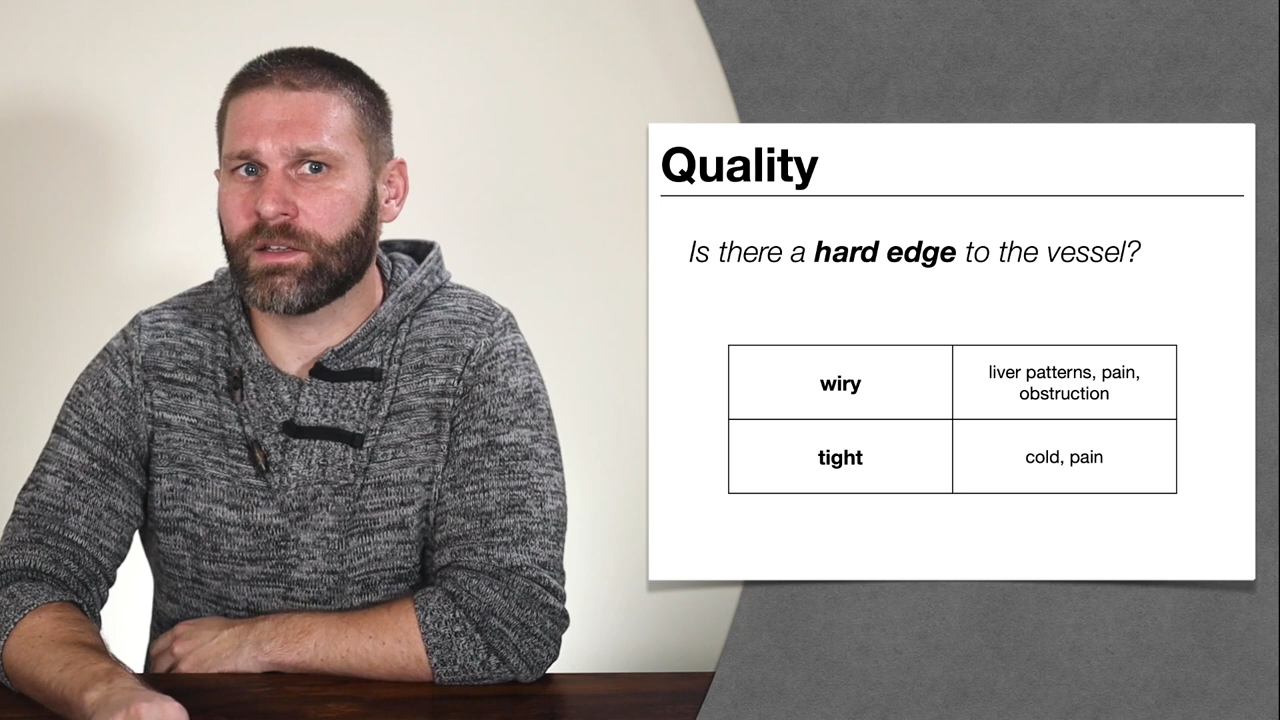 Quality
Is there a hard edge to the vessel?
wiry
liver patterns, pain,
obstruction
tight
cold, pain